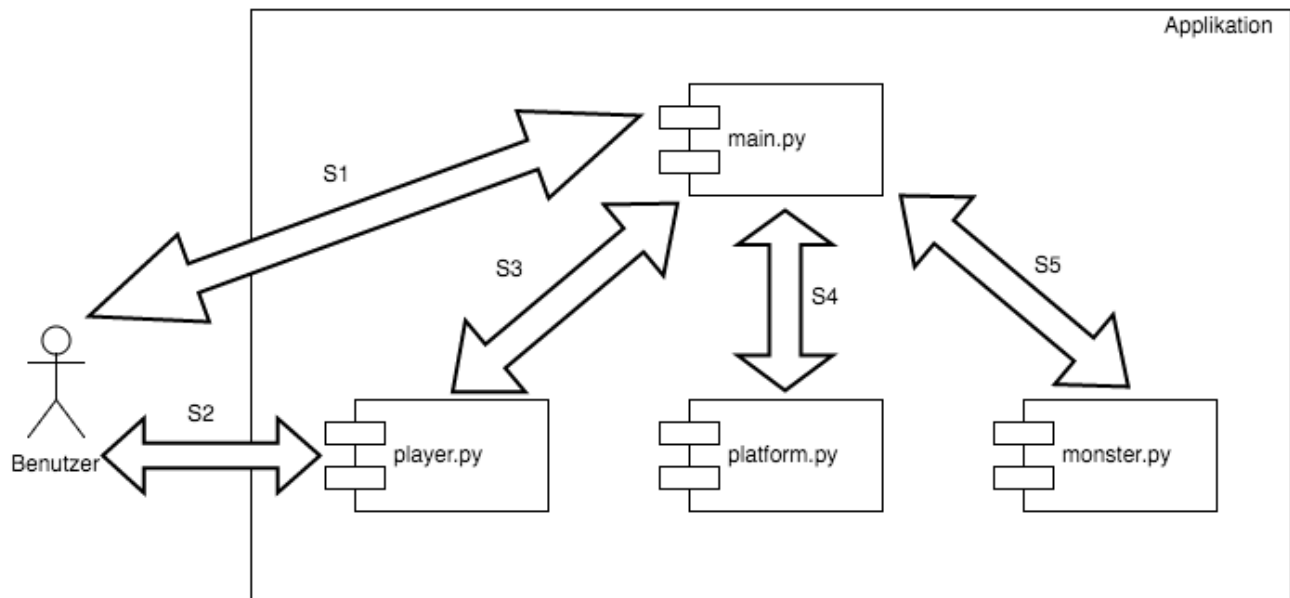 Applikation
main.py
S1
S3
S5
S4
S2
Benutzer
player.py
platform.py
monster.py